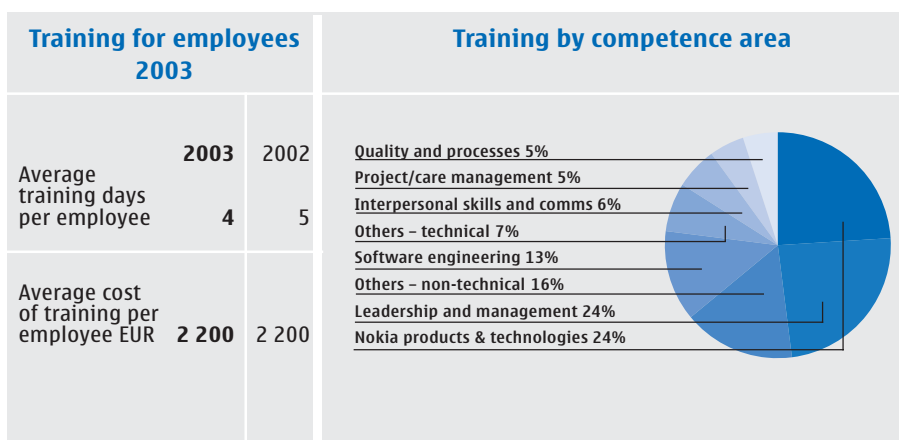 Training for employees
2003
2003 2002
Average
training days
per employee 4 5
Average cost
of training per
employee EUR 2 200 2 200
Training by competence area
Quality and processes 5%
Project/care management 5%
Interpersonal skills and comms 6%
Others – technical 7%
Software engineering 13%
Others – non-technical 16%
Leadership and management 24%
Nokia products & technologies 24%